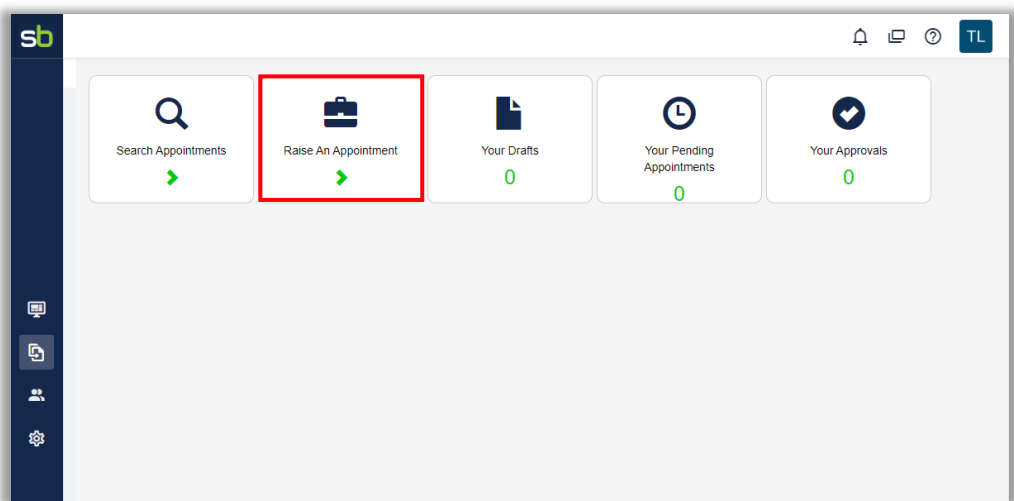 sb
TL
Search Appointments
Raise An Appointment
Your Drafts
0
Your Pending
Appointments
0
Your Approvals
0